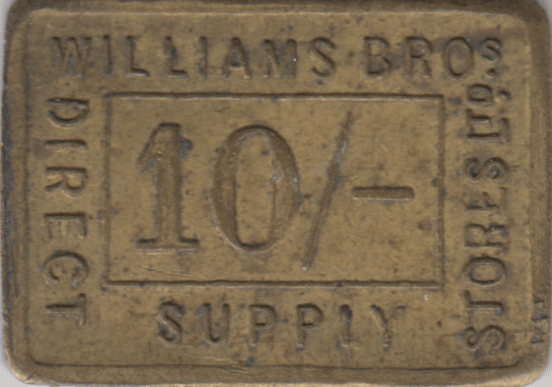 WILLIAMS BROS
DIRECT
10/-
SUPPLY
STORES LTD.